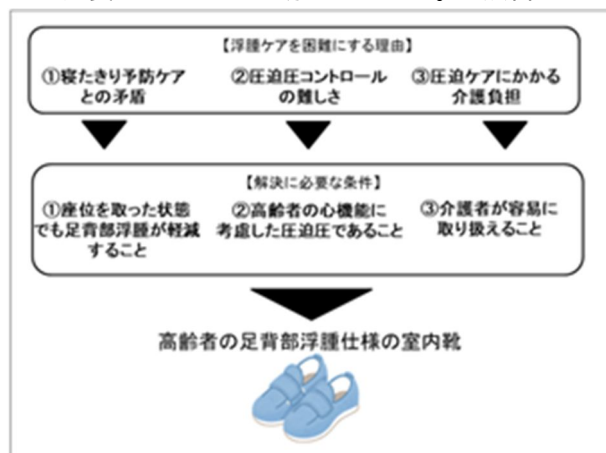 【浮腫ケアを困難にする理由】
①寝たきり予防ケア
との矛盾
②圧迫圧コントロール
の難しさ
③圧迫ケアにかかる
介護負担
【解決に必要な条件】
①座位を取った状態
でも足背部浮腫が軽減
すること
②高齢者の心機能に
考慮した圧迫圧であること
③介護者が容易に
取り扱えること
高齢者の足背部浮腫仕様の室内靴